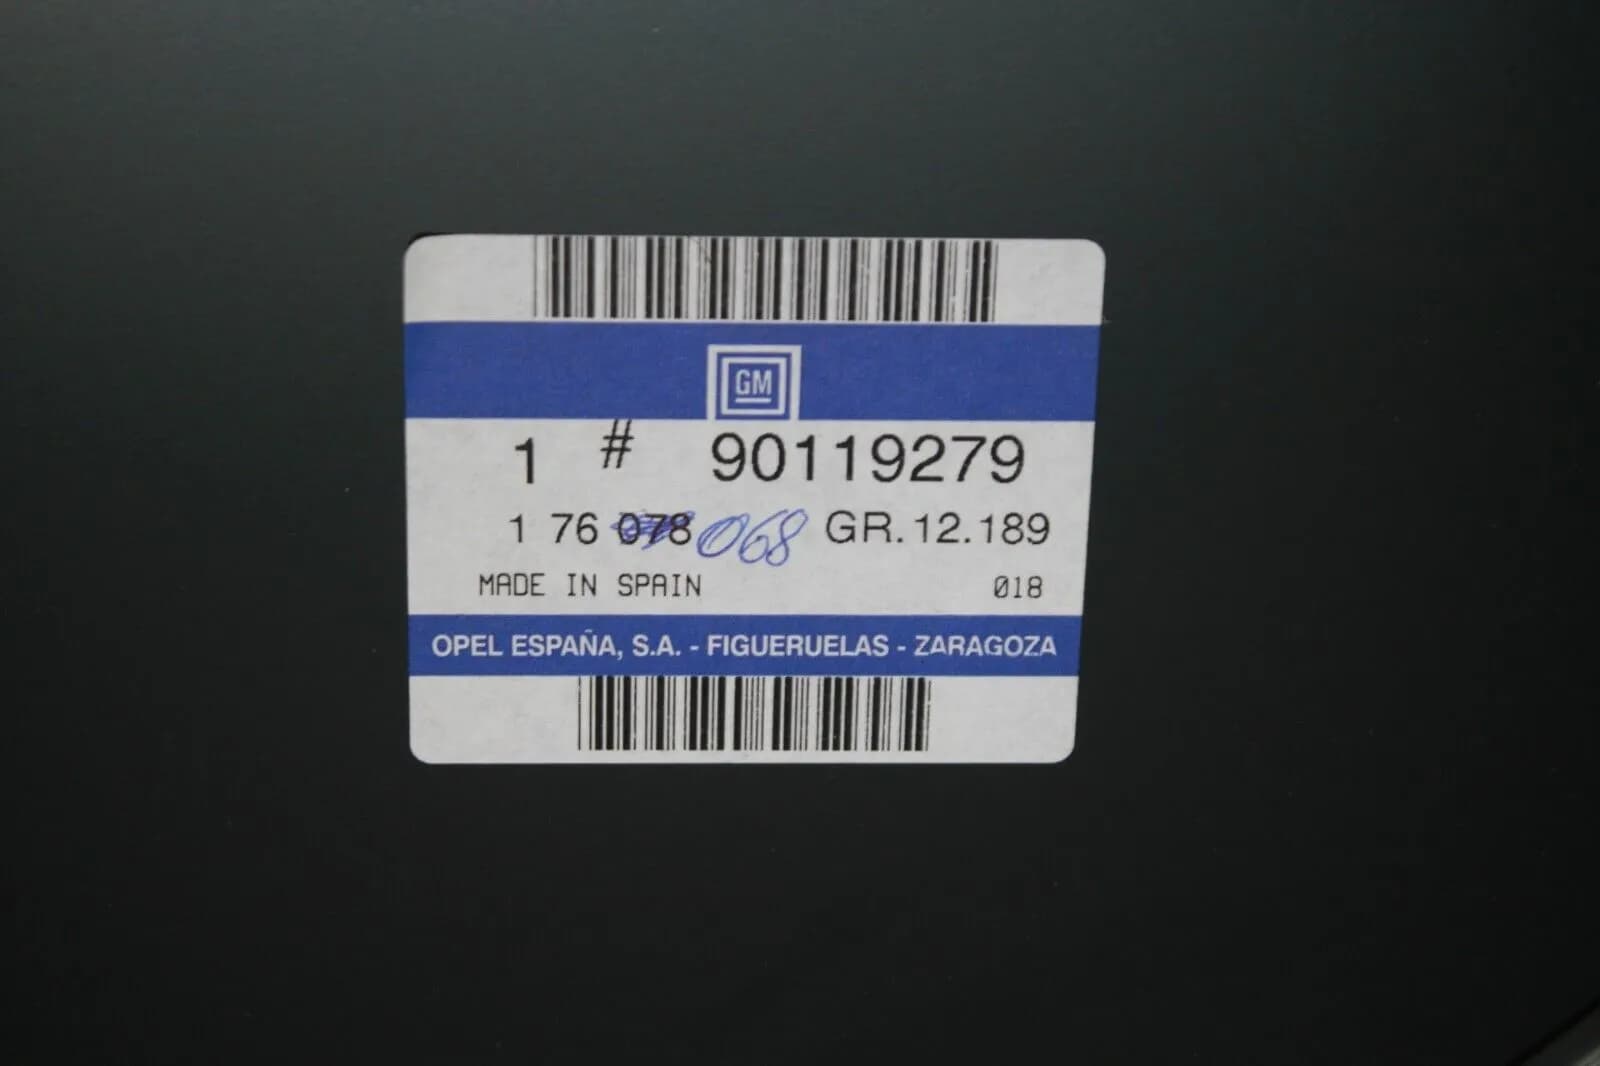 GM
1 # 90119279
1 76 078 068 GR.12.189
MADE IN SPAIN 018
OPEL ESPAÑA, S.A. - FIGUERUELAS - ZARAGOZA